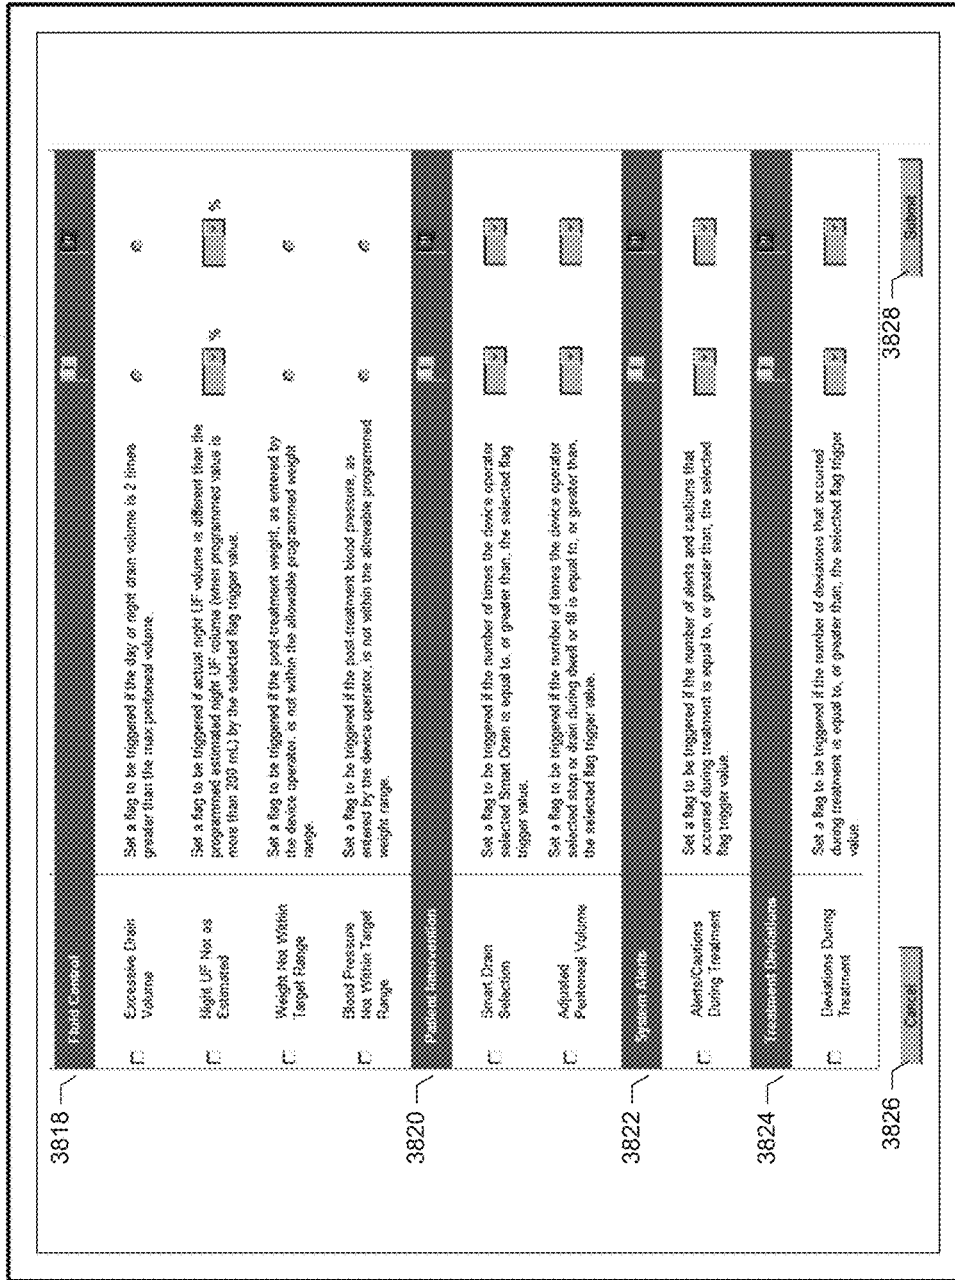 3818
Fluid Control
Excessive Drain
Volume
Set a flag to be triggered if the day or night drain volume is 2 times
greater than the max peritoneal volume.
Night UF Not as
Estimated
Set a flag to be triggered if actual night UF volume is different than the
programmed estimated night UF volume (when programmed value is
more than 200 mL) by the selected flag trigger value.
%
%
Weight Not Within
Target Range
Set a flag to be triggered if the post-treatment weight, as entered by
the device operator, is not within the allowable programmed weight
range.
Blood Pressure
Not Within Target
Range
Set a flag to be triggered if the post-treatment blood pressure, as
entered by the device operator, is not within the allowable programmed
weight range.
3820
Patient Intervention
Smart Drain
Selection
Set a flag to be triggered if the number of times the device operator
selected Smart Drain is equal to, or greater than, the selected flag
trigger value.
Adjusted
Peritoneal Volume
Set a flag to be triggered if the number of times the device operator
selected stop or drain during dwell or fill is equal to, or greater than,
the selected flag trigger value.
3822
System Alerts
Alerts/Cautions
During Treatment
Set a flag to be triggered if the number of alerts and cautions that
occurred during treatment is equal to, or greater than, the selected
flag trigger value.
3824
Treatment Deviations
Deviations During
Treatment
Set a flag to be triggered if the number of deviations that occurred
during treatment is equal to, or greater than, the selected flag trigger
value.
3826
Cancel
3828
Submit